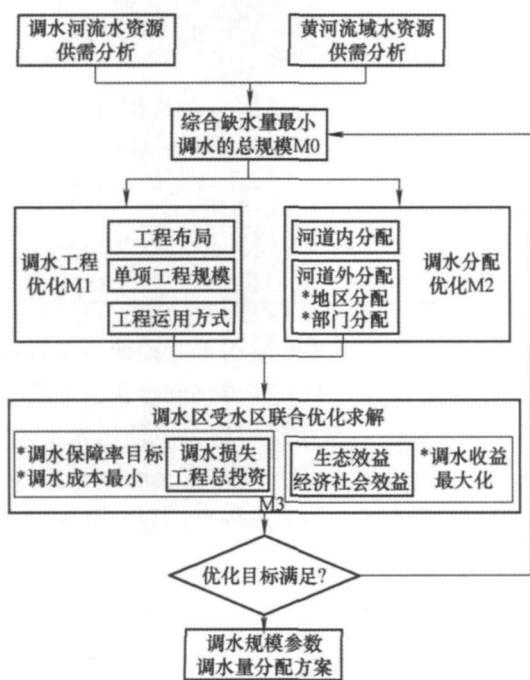 调水河流水资源
供需分析
黄河流域水资源
供需分析
综合缺水量最小
调水的总规模M0
调水工程
优化M1
工程布局
单项工程规模
工程运用方式
河道内分配
河道外分配
*地区分配
*部门分配
调水分配
优化M2
调水区受水区联合优化求解
*调水保障率目标
*调水成本最小
调水损失
工程总投资
生态效益
经济社会效益
*调水收益
最大化
M3
优化目标满足?
调水规模参数
调水量分配方案